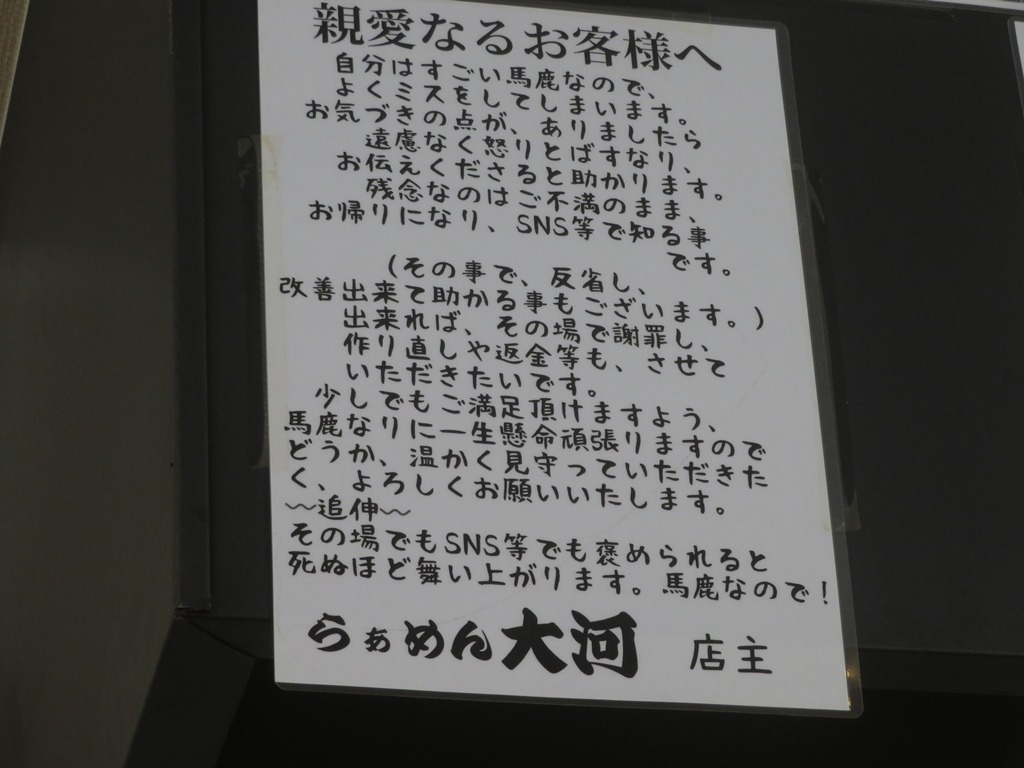 親愛なるお客様へ
自分はすごい馬鹿なので、
よくミスをしてしまいます。
お気づきの点が、ありましたら
遠慮なく怒りとばすなり、
お伝えくださると助かります。
残念なのはご不満のまま、
お帰りになり、SNS等で知る事
です。
(その事で、反省し、
改善出来て助かる事もございます。)
出来れば、その場で謝罪し、
作り直しや返金等も、させて
いただきたいです。
少しでもご満足頂けますよう、
馬鹿なりに一生懸命頑張りますので
どうか、温かく見守っていただきた
く、よろしくお願いいたします。
〜追伸〜
その場でもSNS等でも褒められると
死ぬほど舞い上がります。馬鹿なので!
らぁめん大河 店主